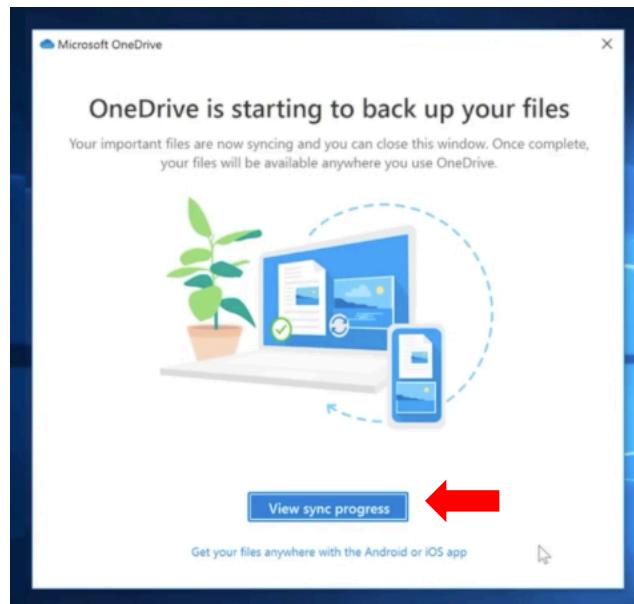 Microsoft OneDrive
OneDrive is starting to back up your files
Your important files are now syncing and you can close this window. Once complete,
your files will be available anywhere you use OneDrive.
View sync progress
Get your files anywhere with the Android or iOS app